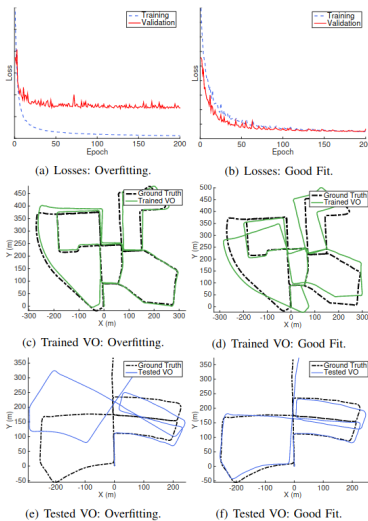 Training
Validation
Loss
0 50 100 150 200
Epoch
(a) Losses: Overfitting.
Training
Validation
Loss
0 50 100 150 200
Epoch
(b) Losses: Good Fit.
450
400
350
300
250
200
150
100
50
0
Y (m)
Ground Truth
Trained VO
-300 -200 -100 0 100 200 300
X (m)
(c) Trained VO: Overfitting.
500
450
400
350
300
250
200
150
100
50
0
Y (m)
Ground Truth
Trained VO
-300 -200 -100 0 100 200 300
X (m)
(d) Trained VO: Good Fit.
350
300
250
200
150
100
50
0
-50
Y (m)
Ground Truth
Tested VO
-200 -100 0 100 200
X (m)
(e) Tested VO: Overfitting.
350
300
250
200
150
100
50
0
-50
Y (m)
Ground Truth
Tested VO
-200 -100 0 100 200
X (m)
(f) Tested VO: Good Fit.